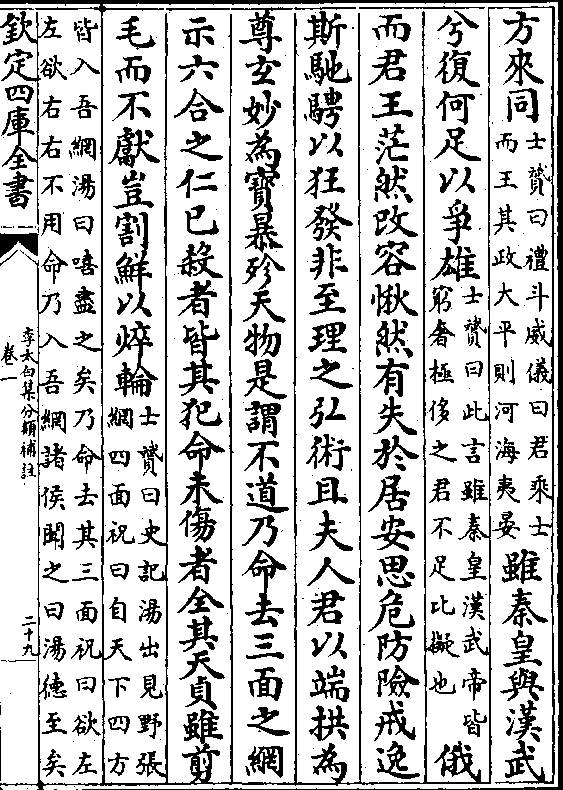 方來同士贇曰禮斗威儀曰君乘士而王其政大平則河海夷晏雖秦皇與漢武
兮復何足以爭雄士贇曰此言雖秦皇漢武帝皆窮奢極侈之君不足比擬也俄
而君王茫然改容愀然有失於居安思危防險戒逸
斯馳騁以狂發非至理之弘術且夫人君以端拱為
尊玄妙為寶暴殄天物是謂不道乃命去三面之網
示六合之仁已殺者皆其犯命未傷者全其天貞雖剪
毛而不獻豈割鮮以焠輪士贇曰史記湯出見野張網四面祝曰自天下四方
皆入吾網湯曰嘻盡之矣乃命去其三面祝曰欲左
左欲右右不用命乃入吾網諸侯聞之曰湯德至矣
欽定四庫全書
李太白集分類補註
卷一
二十九